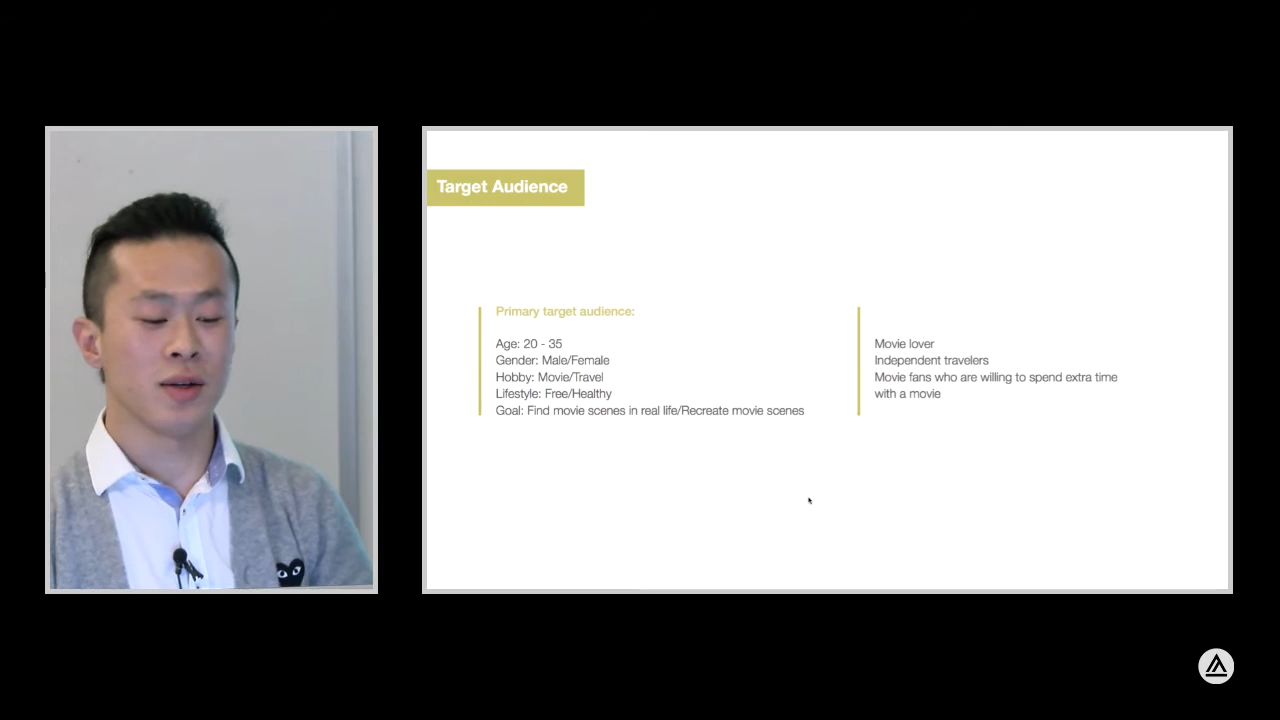 Target Audience
Primary target audience:
Age: 20 - 35
Gender: Male/Female
Hobby: Movie/Travel
Lifestyle: Free/Healthy
Goal: Find movie scenes in real life/Recreate movie scenes
Movie lover
Independent travelers
Movie fans who are willing to spend extra time
with a movie